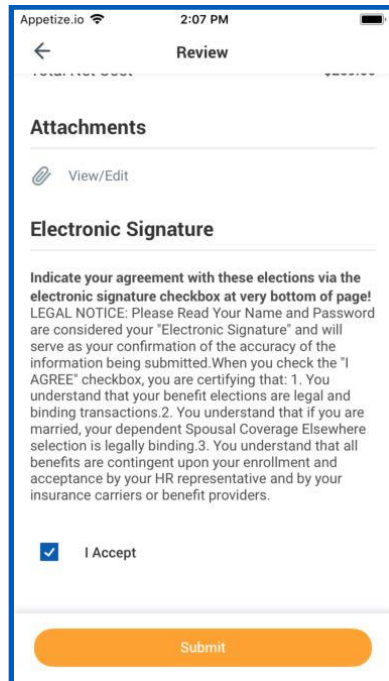 Appetize.io 2:07 PM
Review
Attachments
View/Edit
Electronic Signature
Indicate your agreement with these elections via the
electronic signature checkbox at very bottom of page!
LEGAL NOTICE: Please Read Your Name and Password
are considered your "Electronic Signature" and will
serve as your confirmation of the accuracy of the
information being submitted.When you check the "I
AGREE" checkbox, you are certifying that: 1. You
understand that your benefit elections are legal and
binding transactions.2. You understand that if you are
married, your dependent Spousal Coverage Elsewhere
selection is legally binding.3. You understand that all
benefits are contingent upon your enrollment and
acceptance by your HR representative and by your
insurance carriers or benefit providers.
I Accept
Submit